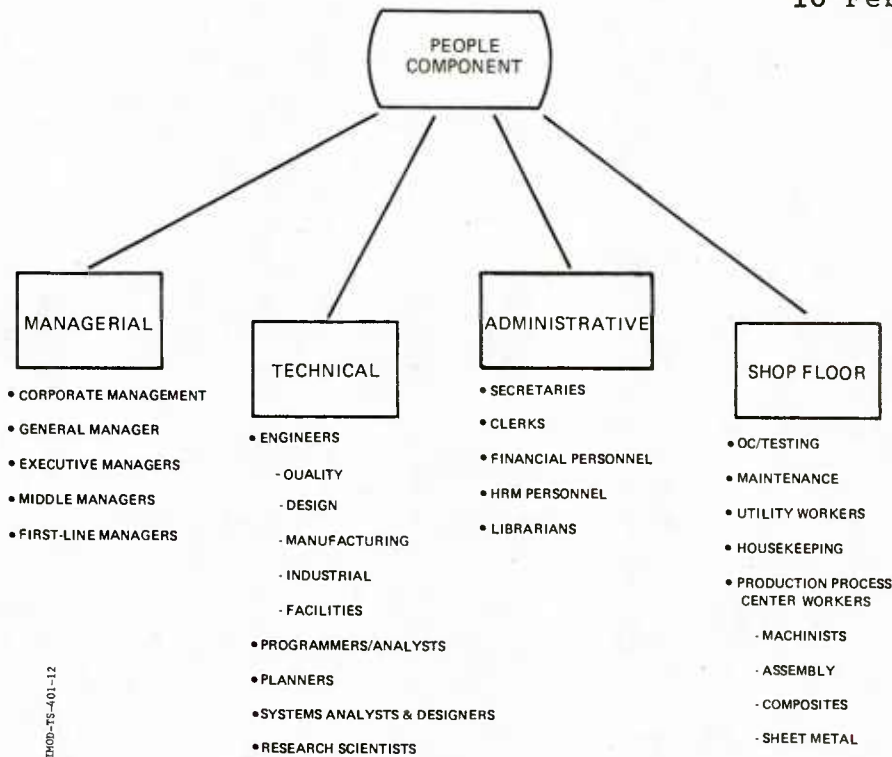 10 Feb
PEOPLE
COMPONENT
MANAGERIAL
• CORPORATE MANAGEMENT
• GENERAL MANAGER
• EXECUTIVE MANAGERS
• MIDDLE MANAGERS
• FIRST-LINE MANAGERS
TECHNICAL
• ENGINEERS
- QUALITY
- DESIGN
- MANUFACTURING
- INDUSTRIAL
- FACILITIES
• PROGRAMMERS/ANALYSTS
• PLANNERS
• SYSTEMS ANALYSTS & DESIGNERS
• RESEARCH SCIENTISTS
ADMINISTRATIVE
• SECRETARIES
• CLERKS
• FINANCIAL PERSONNEL
• HRM PERSONNEL
• LIBRARIANS
SHOP FLOOR
• QC/TESTING
• MAINTENANCE
• UTILITY WORKERS
• HOUSEKEEPING
• PRODUCTION PROCESS
CENTER WORKERS
- MACHINISTS
- ASSEMBLY
- COMPOSITES
- SHEET METAL